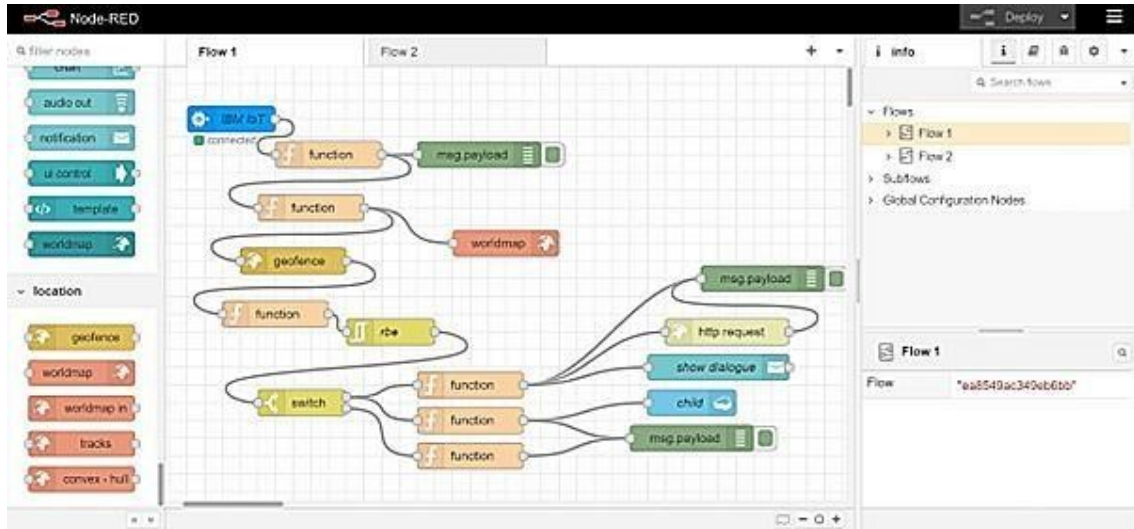 Node-RED
Deploy
filter nodes
Flow 1
Flow 2
i info
i
Search flows
chart
audio out
notification
ui control
template
worldmap
location
geofence
worldmap
worldmap in
tracks
convex-hull
IBM IoT
connected
function
msg.payload
function
worldmap
geofence
function
rbe
msg.payload
http request
show dialogue
switch
function
child
function
msg.payload
function
Flows
Flow 1
Flow 2
Subflows
Global Configuration Nodes
Flow 1
Flow
"ea8549ac349eb6bb"